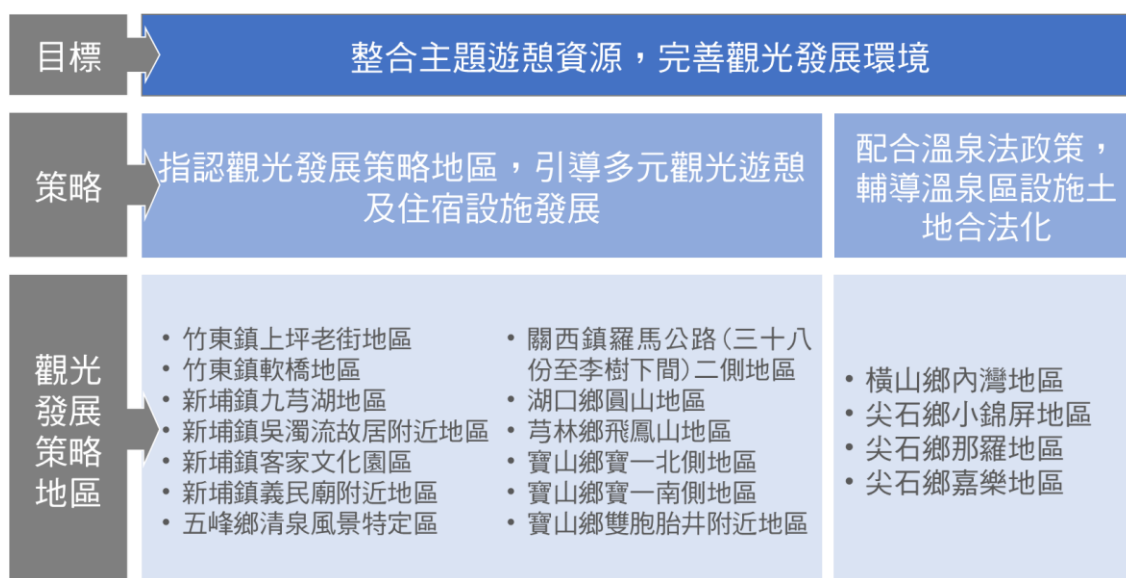 目標
整合主題遊憩資源，完善觀光發展環境
策略
指認觀光發展策略地區，引導多元觀光遊憩
及住宿設施發展
配合溫泉法政策，
輔導溫泉區設施土
地合法化
觀光
發展
策略
地區
• 竹東鎮上坪老街地區
• 竹東鎮軟橋地區
• 新埔鎮九芎湖地區
• 新埔鎮吳濁流故居附近地區
• 新埔鎮客家文化園區
• 新埔鎮義民廟附近地區
• 五峰鄉清泉風景特定區
• 關西鎮羅馬公路(三十八
份至李樹下間)二側地區
• 湖口鄉圓山地區
• 芎林鄉飛鳳山地區
• 寶山鄉寶一北側地區
• 寶山鄉寶一南側地區
• 寶山鄉雙胞胎井附近地區
• 橫山鄉內灣地區
• 尖石鄉小錦屏地區
• 尖石鄉那羅地區
• 尖石鄉嘉樂地區